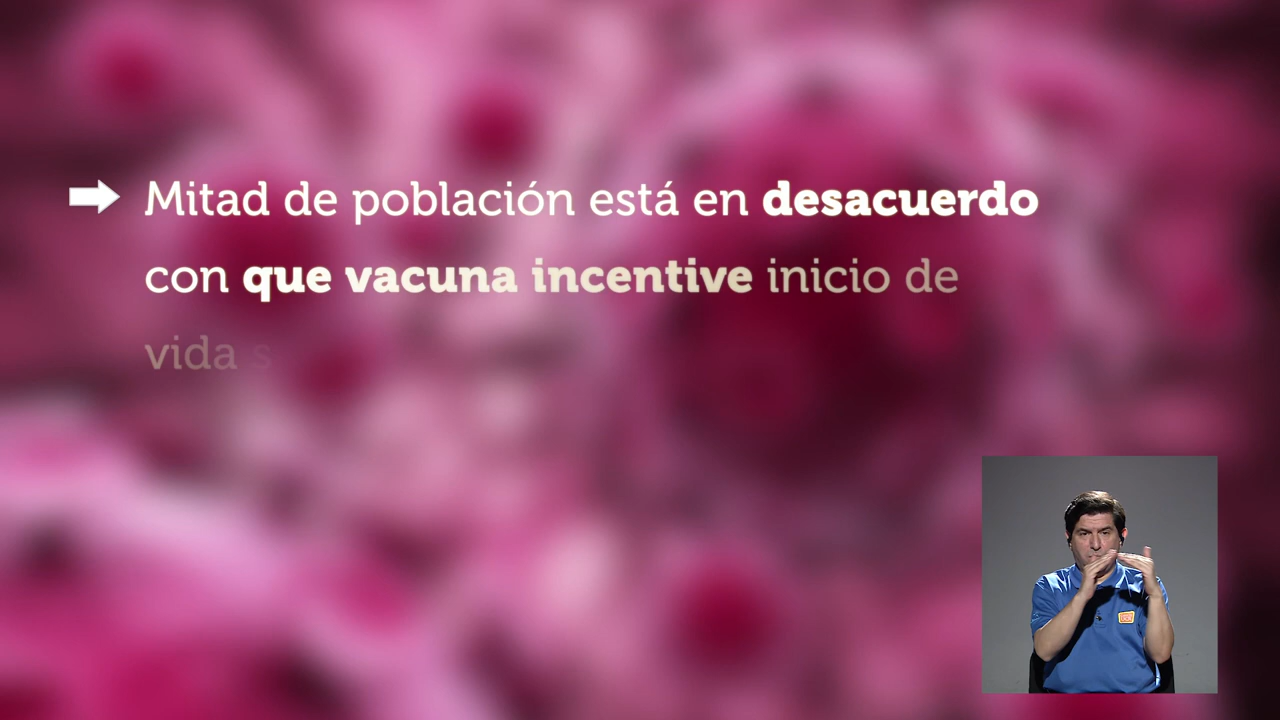 Mitad de población está en desacuerdo
con que vacuna incentive inicio de
vida s